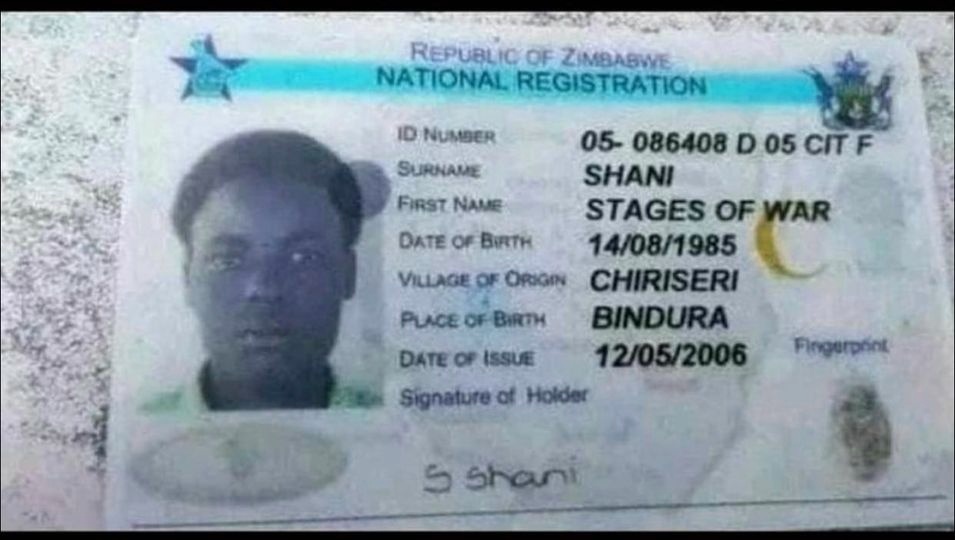 REPUBLIC OF ZIMBABWE
NATIONAL REGISTRATION
ID NUMBER 05- 086408 D 05 CIT F
SURNAME SHANI
FIRST NAME STAGES OF WAR
DATE OF BIRTH 14/08/1985
VILLAGE OF ORIGIN CHIRISERI
PLACE OF BIRTH BINDURA
DATE OF ISSUE 12/05/2006
Fingerprint
Signature of Holder
S Shani